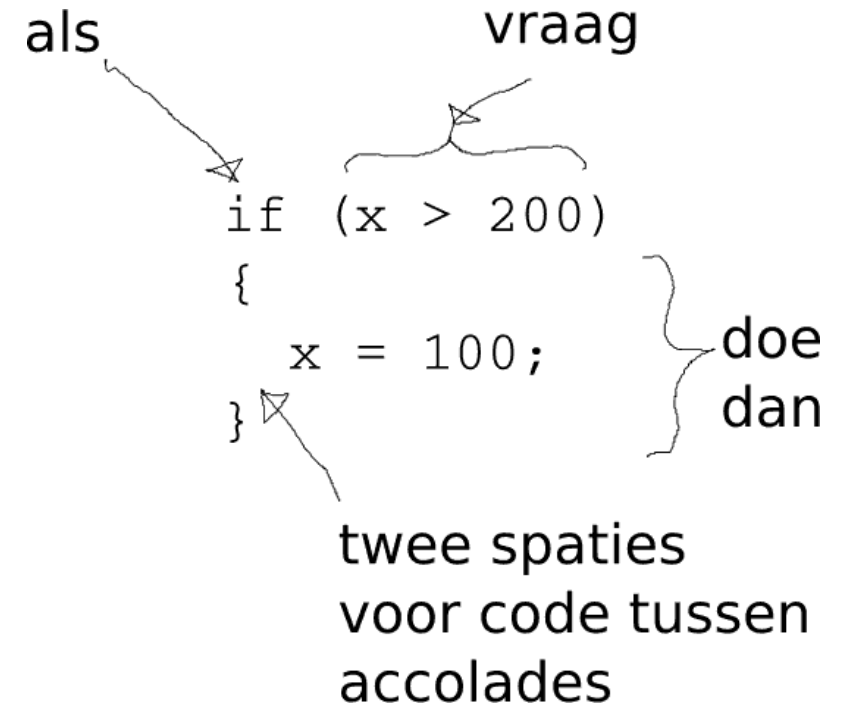 als
vraag
if (x > 200)
{
x = 100;
}
doe
dan
twee spaties
voor code tussen
accolades